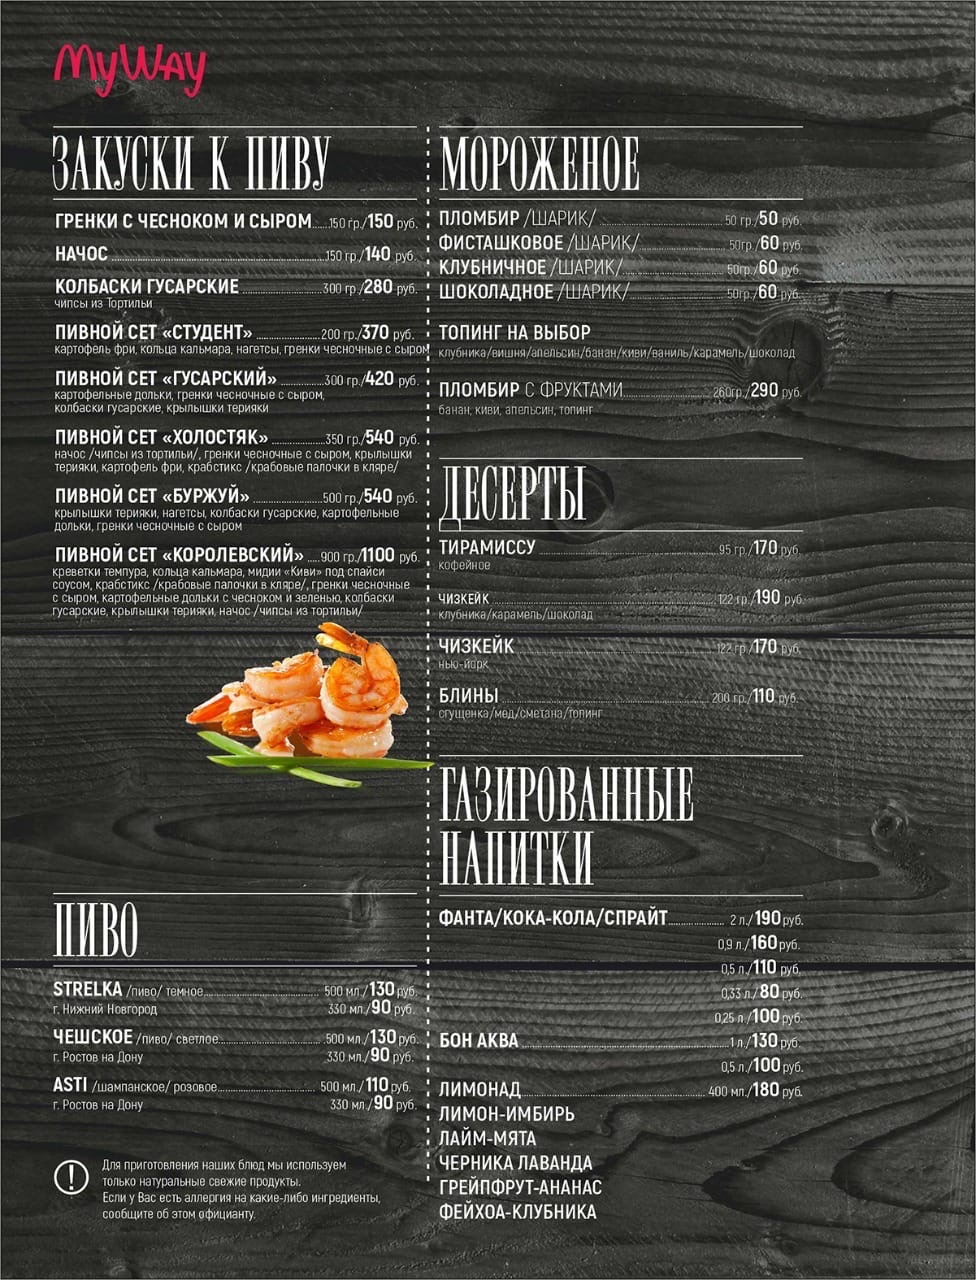 MyWay
ЗАКУСКИ К ПИВУ
ГРЕНКИ С ЧЕСНОКОМ И СЫРОМ......150 гр./150 руб.
НАЧОС......150 гр./140 руб.
КОЛБАСКИ ГУСАРСКИЕ......300 гр./280 руб.
чипсы из Тортильи
ПИВНОЙ СЕТ «СТУДЕНТ»......200 гр./370 руб.
картофель фри, кольца кальмара, нагетсы, гренки чесночные с сыром
ПИВНОЙ СЕТ «ГУСАРСКИЙ»......300 гр./420 руб.
картофельные дольки, гренки чесночные с сыром,
колбаски гусарские, крылышки терияки
ПИВНОЙ СЕТ «ХОЛОСТЯК»......350 гр./540 руб.
начос /чипсы из тортильи/, гренки чесночные с сыром, крылышки
терияки, картофель фри, крабстикс /крабовые палочки в кляре/
ПИВНОЙ СЕТ «БУРЖУЙ»......500 гр./540 руб.
крылышки терияки, нагетсы, колбаски гусарские, картофельные
дольки, гренки чесночные с сыром
ПИВНОЙ СЕТ «КОРОЛЕВСКИЙ»......900 гр./1100 руб.
креветки темпура, кольца кальмара, мидии «Киви» под спайси
соусом, крабстикс /крабовые палочки в кляре/, гренки чесночные
с сыром, картофельные дольки с чесноком и зеленью, колбаски
гусарские, крылышки терияки, начос /чипсы из тортильи/
ПИВО
STRELKA /пиво/ темное......500 мл./130 руб.
г. Нижний Новгород 330 мл./90 руб.
ЧЕШСКОЕ /пиво/ светлое......500 мл./130 руб.
г. Ростов на Дону 330 мл./90 руб.
ASTI /шампанское/ розовое......500 мл./110 руб.
г. Ростов на Дону 330 мл./90 руб.
Для приготовления наших блюд мы используем
только натуральные свежие продукты.
Если у Вас есть аллергия на какие-либо ингредиенты,
сообщите об этом официанту.
МОРОЖЕНОЕ
ПЛОМБИР /ШАРИК/......50 гр./50 руб.
ФИСТАШКОВОЕ /ШАРИК/......50гр./60 руб.
КЛУБНИЧНОЕ /ШАРИК/......50гр./60 руб.
ШОКОЛАДНОЕ /ШАРИК/......50гр./60 руб.
ТОПИНГ НА ВЫБОР
клубника/вишня/апельсин/банан/киви/ваниль/карамель/шоколад
ПЛОМБИР С ФРУКТАМИ......260гр./290 руб.
банан, киви, апельсин, топинг
ДЕСЕРТЫ
ТИРАМИССУ......95 гр./170 руб.
кофейное
ЧИЗКЕЙК......122 гр./190 руб.
клубника/карамель/шоколад
ЧИЗКЕЙК......122 гр./170 руб.
нью-йорк
БЛИНЫ......200 гр./110 руб.
сгущенка/мед/сметана/топинг
ГАЗИРОВАННЫЕ
НАПИТКИ
ФАНТА/КОКА-КОЛА/СПРАЙТ......2 л./190 руб.
0,9 л./160 руб.
0,5 л./110 руб.
0,33 л./80 руб.
0,25 л./100 руб.
БОН АКВА......1 л./130 руб.
0,5 л./100 руб.
ЛИМОНАД......400 мл./180 руб.
ЛИМОН-ИМБИРЬ
ЛАЙМ-МЯТА
ЧЕРНИКА ЛАВАНДА
ГРЕЙПФРУТ-АНАНАС
ФЕЙХОА-КЛУБНИКА